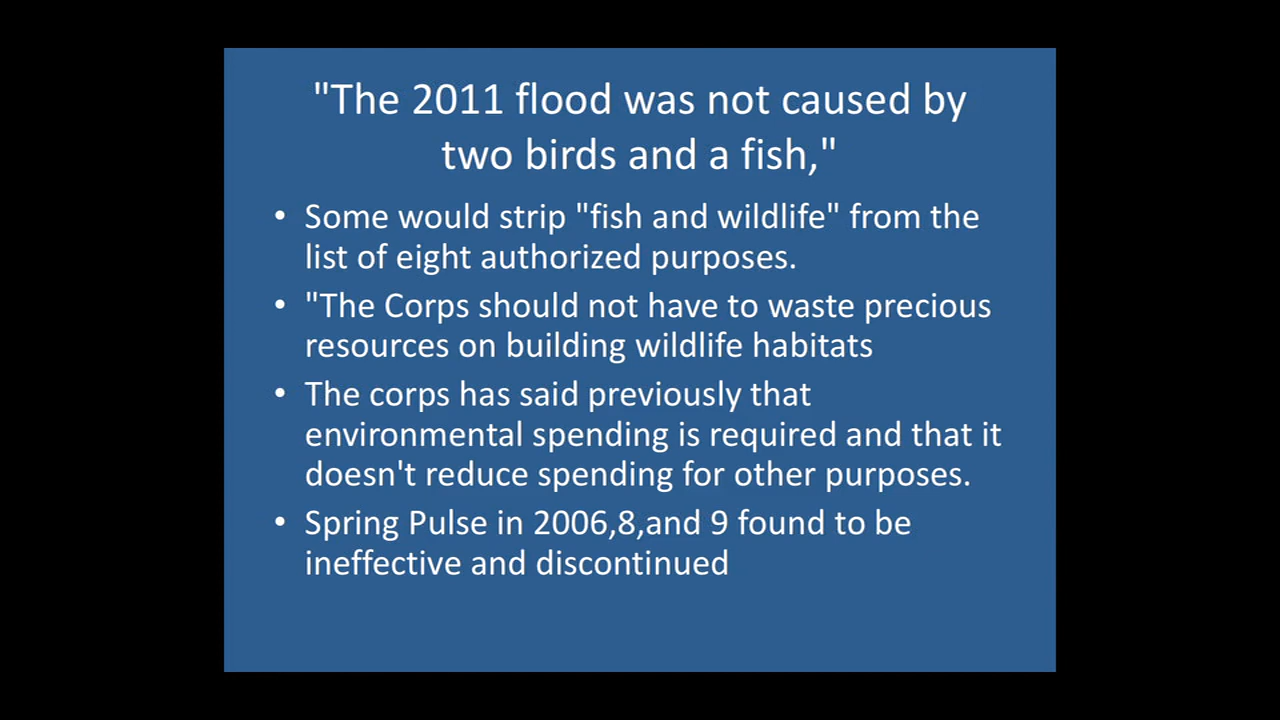 "The 2011 flood was not caused by
two birds and a fish,"
• Some would strip "fish and wildlife" from the
list of eight authorized purposes.
• "The Corps should not have to waste precious
resources on building wildlife habitats
• The corps has said previously that
environmental spending is required and that it
doesn't reduce spending for other purposes.
• Spring Pulse in 2006,8,and 9 found to be
ineffective and discontinued